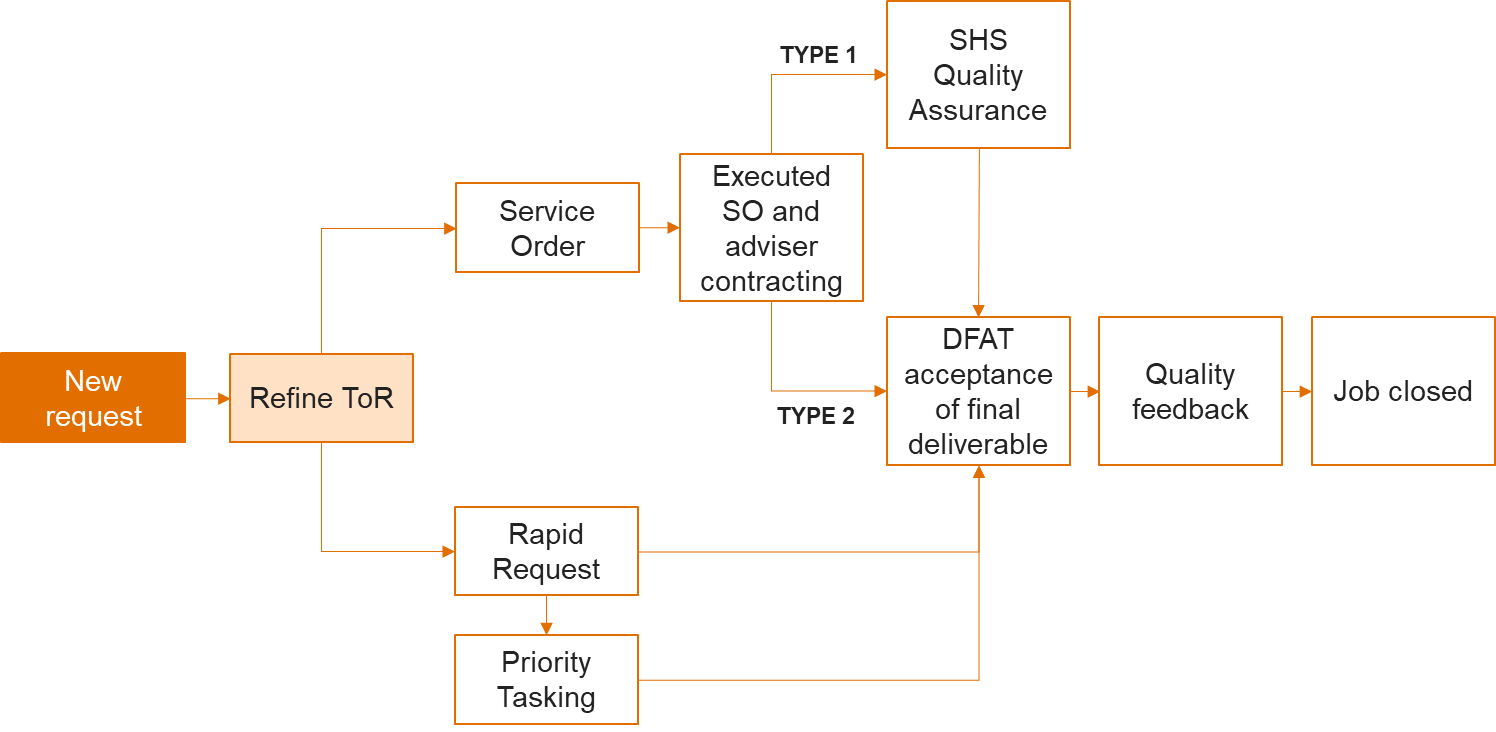 TYPE 1
SHS
Quality
Assurance
Executed
SO and
adviser
contracting
Service
Order
New
request
Refine ToR
TYPE 2
DFAT
acceptance
of final
deliverable
Quality
feedback
Job closed
Rapid
Request
Priority
Tasking